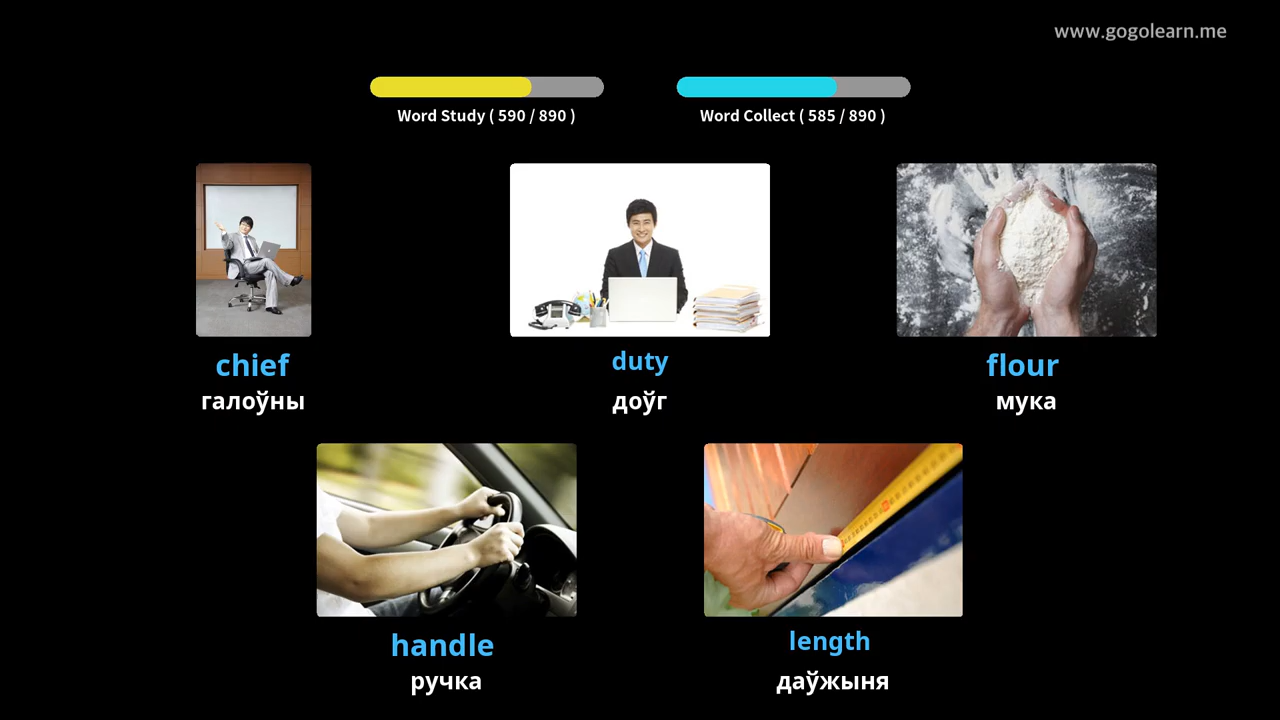 www.gogolearn.me
Word Study ( 590 / 890 )
Word Collect ( 585 / 890 )
chief
галоўны
duty
доўг
flour
мука
handle
ручка
length
даўжыня